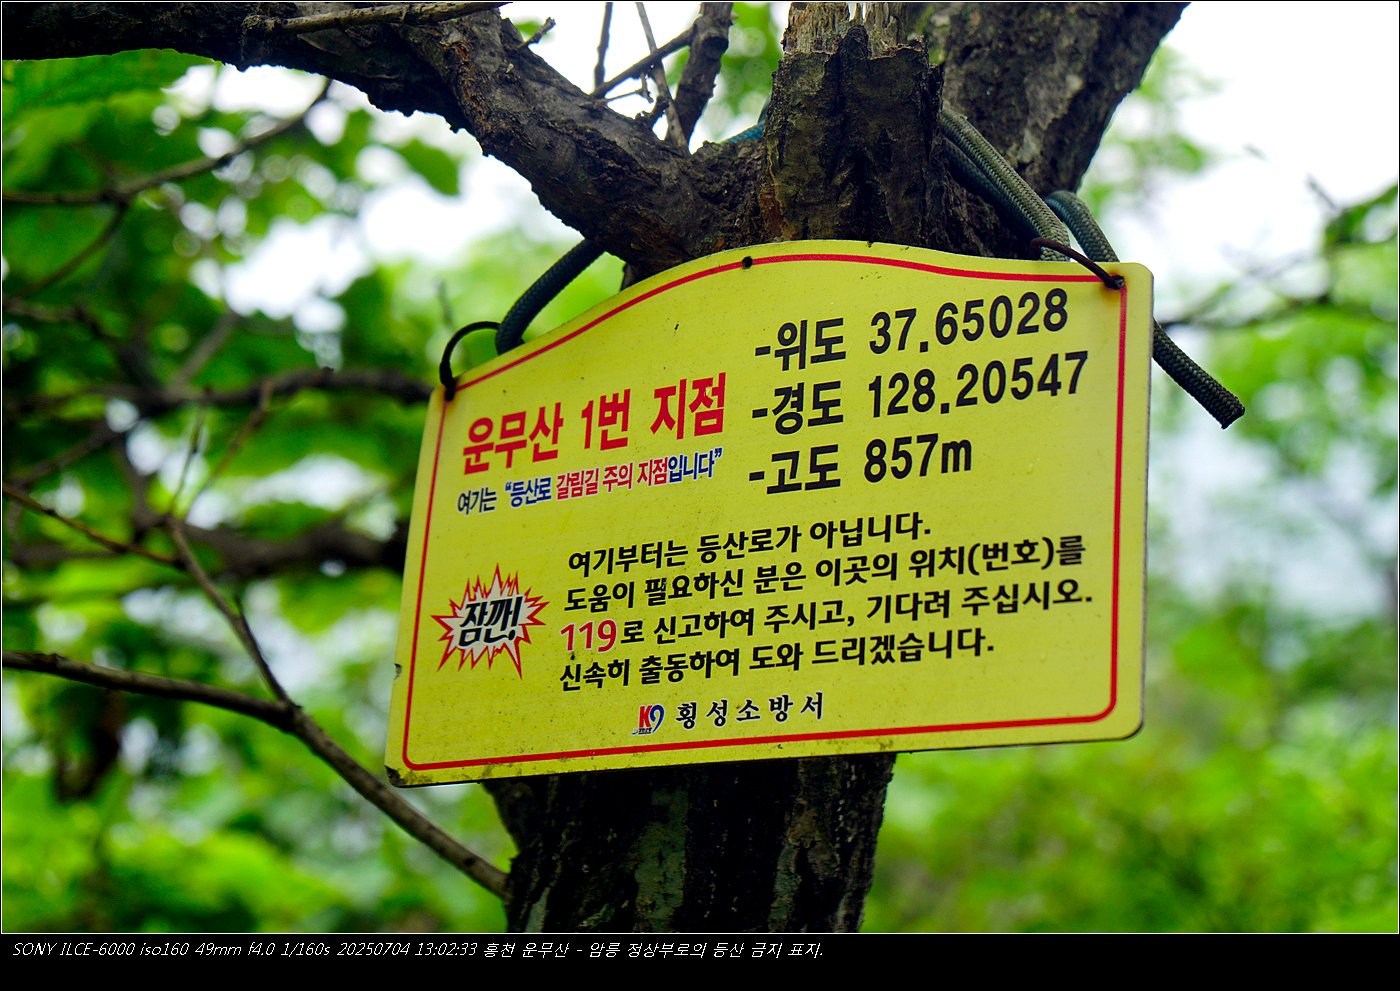 운무산 1번 지점
여기는 “등산로 갈림길 주의 지점입니다”
-위도 37.65028
-경도 128.20547
-고도 857m
잠깐!
여기부터는 등산로가 아닙니다.
도움이 필요하신 분은 이곳의 위치(번호)를
119로 신고하여 주시고, 기다려 주십시오.
신속히 출동하여 도와 드리겠습니다.
K9 횡성소방서
SONY ILCE-6000 iso160 49mm f4.0 1/160s 20250704 13:02:33 홍천 운무산 - 암릉 정상부로의 등산 금지 표지.